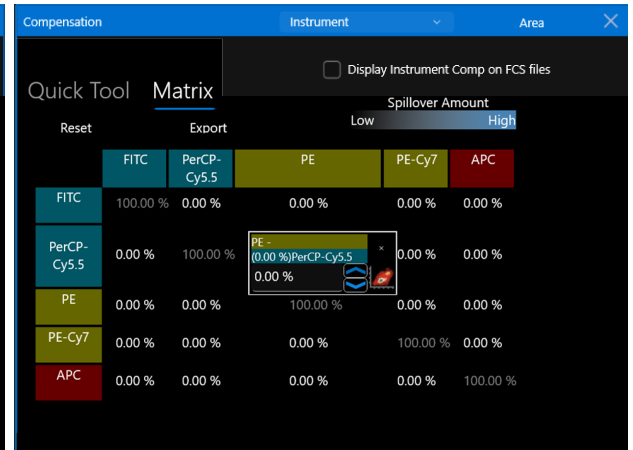 Compensation Instrument Area
Display Instrument Comp on FCS files
Quick Tool Matrix
Spillover Amount
Low High
Reset Export
FITC PerCP-Cy5.5 PE PE-Cy7 APC
FITC 100.00 % 0.00 % 0.00 % 0.00 % 0.00 %
PE -
(0.00 %)PerCP-Cy5.5
0.00 %
PerCP-Cy5.5 0.00 % 100.00 % 0.00 % 0.00 %
PE 0.00 % 0.00 % 100.00 % 0.00 % 0.00 %
PE-Cy7 0.00 % 0.00 % 0.00 % 100.00 % 0.00 %
APC 0.00 % 0.00 % 0.00 % 0.00 % 100.00 %